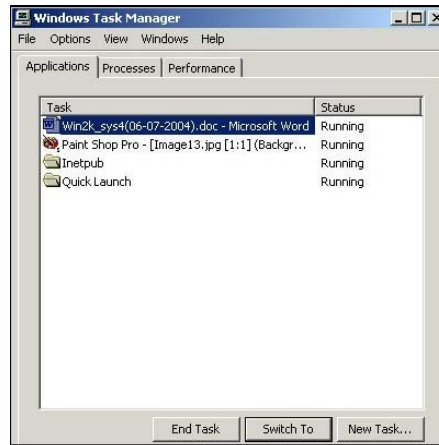 Windows Task Manager
File Options View Windows Help
Applications Processes Performance
Task Status
Win2k_sys4(06-07-2004).doc - Microsoft Word Running
Paint Shop Pro - [Image13.jpg [1:1] (Backgr... Running
Inetpub Running
Quick Launch Running
End Task Switch To New Task...